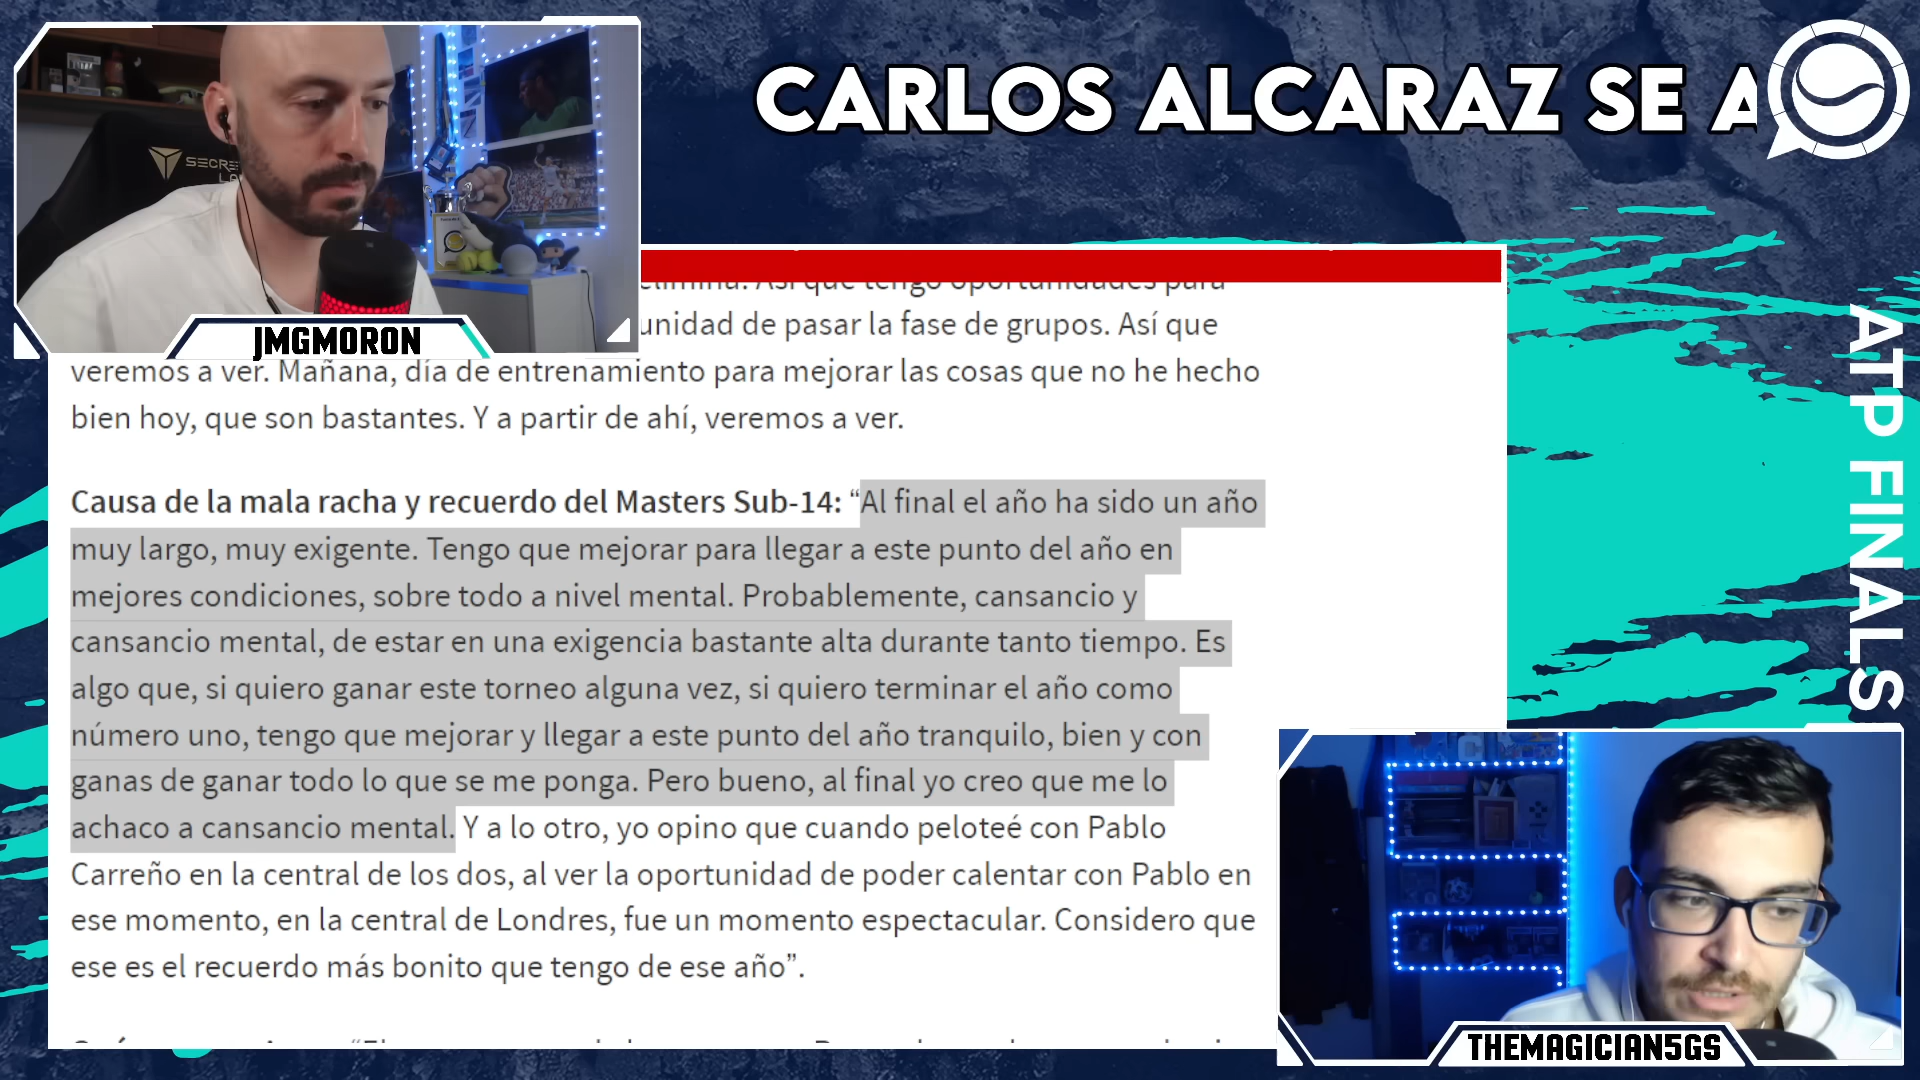 CARLOS ALCARAZ SE A
SECRE
LA
JMGMORON
elimina. Así que tengo oportunidades para
unidad de pasar la fase de grupos. Así que
veremos a ver. Mañana, día de entrenamiento para mejorar las cosas que no he hecho
bien hoy, que son bastantes. Y a partir de ahí, veremos a ver.
Causa de la mala racha y recuerdo del Masters Sub-14: “Al final el año ha sido un año
muy largo, muy exigente. Tengo que mejorar para llegar a este punto del año en
mejores condiciones, sobre todo a nivel mental. Probablemente, cansancio y
cansancio mental, de estar en una exigencia bastante alta durante tanto tiempo. Es
algo que, si quiero ganar este torneo alguna vez, si quiero terminar el año como
número uno, tengo que mejorar y llegar a este punto del año tranquilo, bien y con
ganas de ganar todo lo que se me ponga. Pero bueno, al final yo creo que me lo
achaco a cansancio mental. Y a lo otro, yo opino que cuando peloteé con Pablo
Carreño en la central de los dos, al ver la oportunidad de poder calentar con Pablo en
ese momento, en la central de Londres, fue un momento espectacular. Considero que
ese es el recuerdo más bonito que tengo de ese año”.
ATP FINALS
THEMAGICIAN5GS